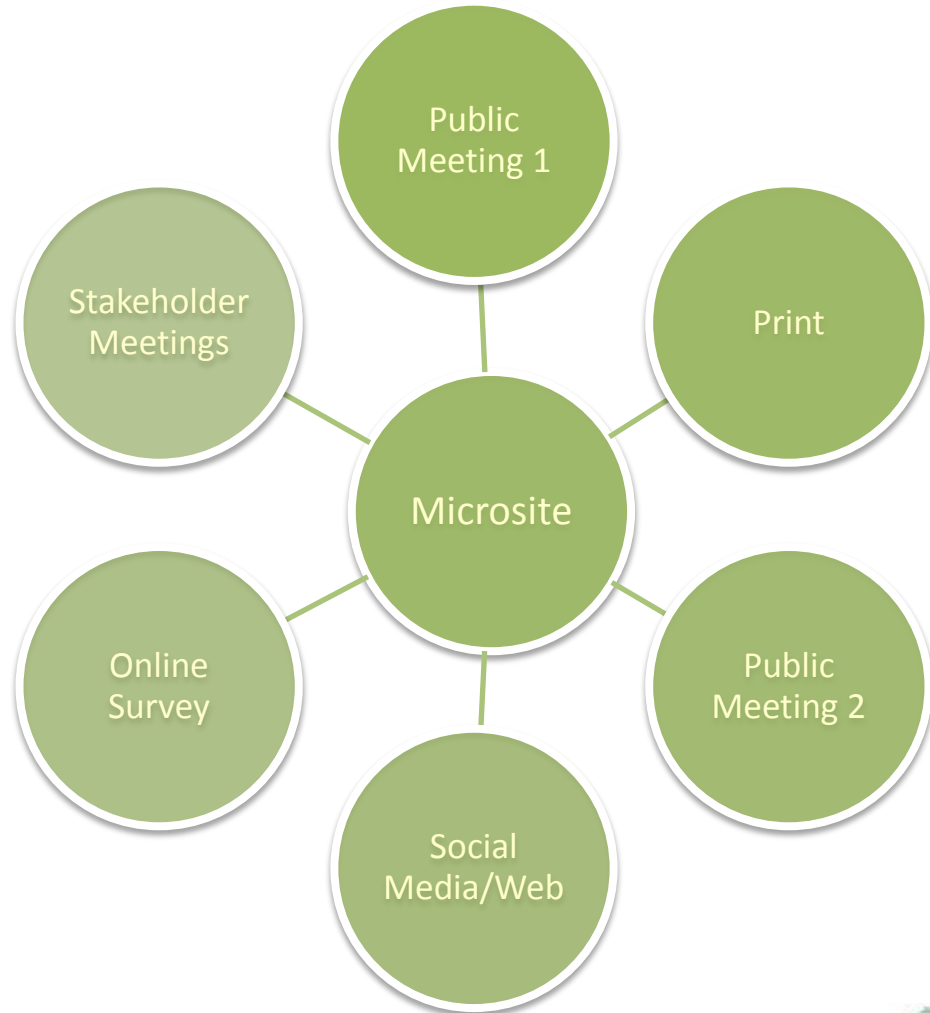 Public
Meeting 1
Stakeholder
Meetings
Print
Microsite
Online
Survey
Public
Meeting 2
Social
Media/Web